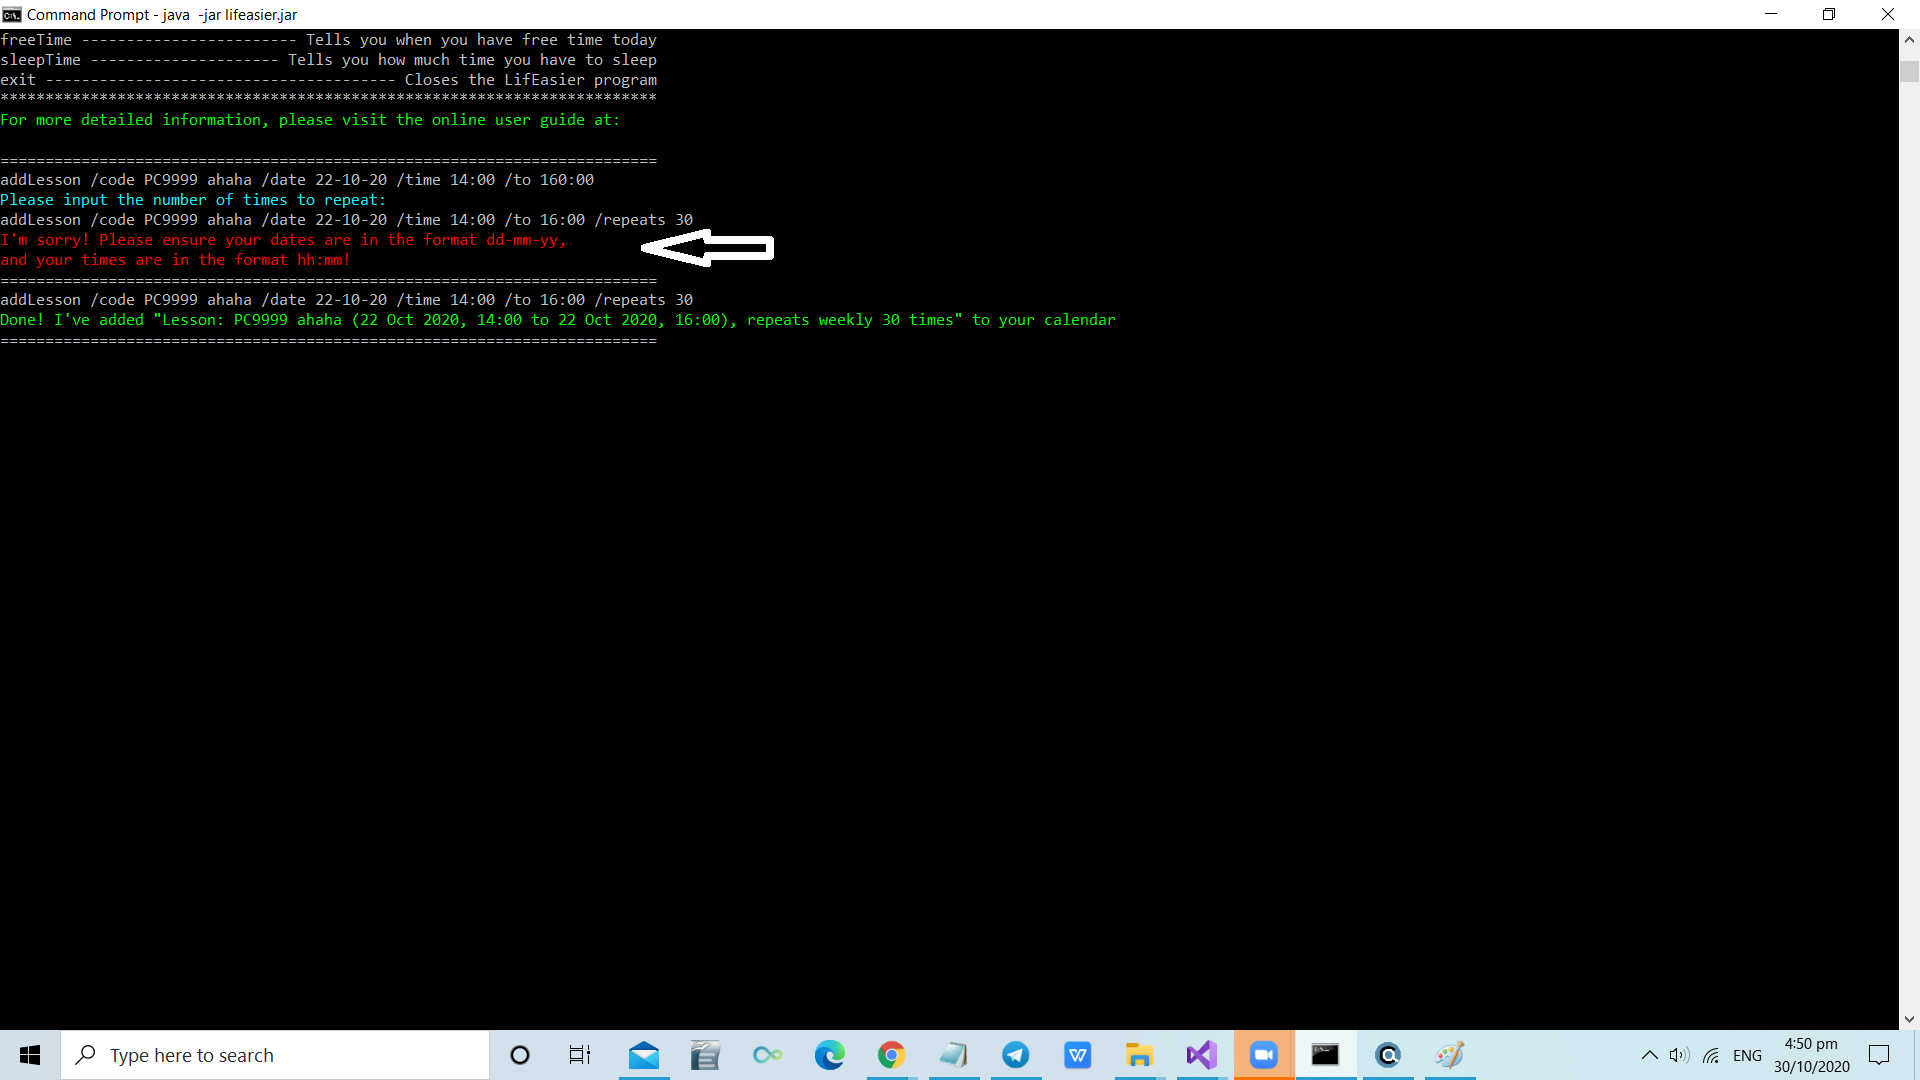 Command Prompt - java  -jar lifeasier.jar
freeTime ------------------------ Tells you when you have free time today
sleepTime --------------------- Tells you how much time you have to sleep
exit --------------------------------------- Closes the LifEasier program
*************************************************************************
For more detailed information, please visit the online user guide at:
=========================================================================
addLesson /code PC9999 ahaha /date 22-10-20 /time 14:00 /to 160:00
Please input the number of times to repeat:
addLesson /code PC9999 ahaha /date 22-10-20 /time 14:00 /to 16:00 /repeats 30
I'm sorry! Please ensure your dates are in the format dd-mm-yy,
and your times are in the format hh:mm!
=========================================================================
addLesson /code PC9999 ahaha /date 22-10-20 /time 14:00 /to 16:00 /repeats 30
Done! I've added "Lesson: PC9999 ahaha (22 Oct 2020, 14:00 to 22 Oct 2020, 16:00), repeats weekly 30 times" to your calendar
=========================================================================
Type here to search
ENG
4:50 pm
30/10/2020